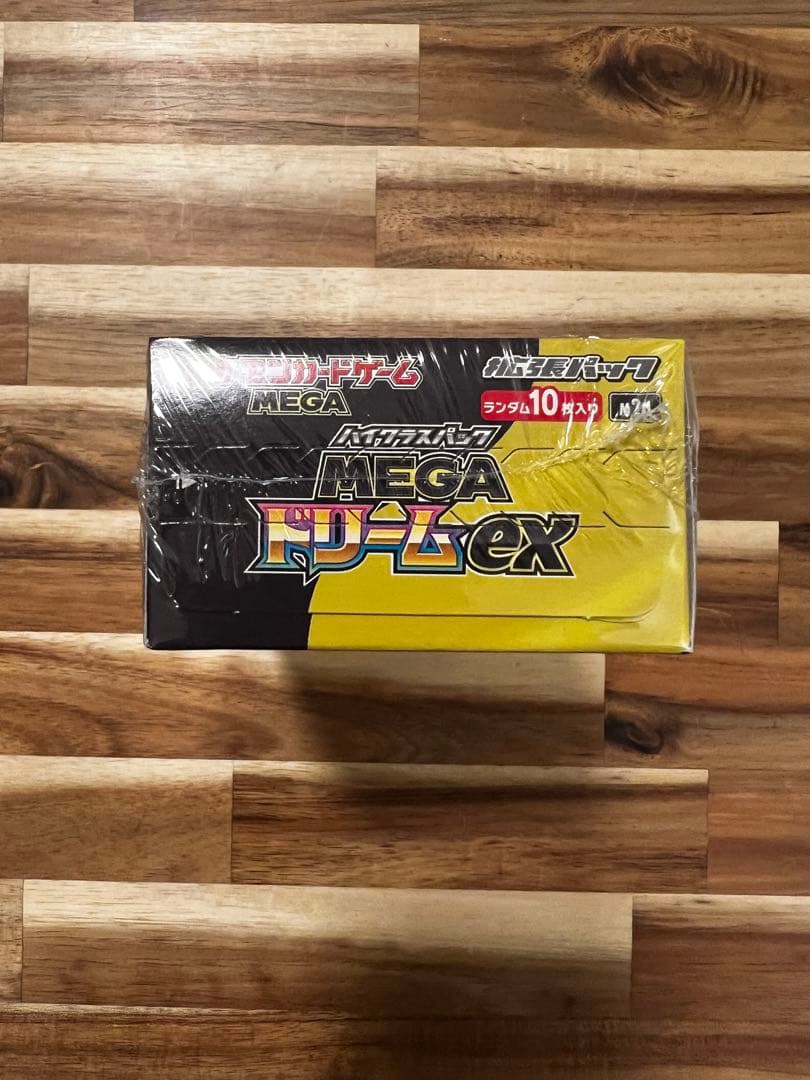 モンカードゲーム
MEGA
拡張パック
ランダム10枚入り
ハイクラスパック
MEGA
ドリームex